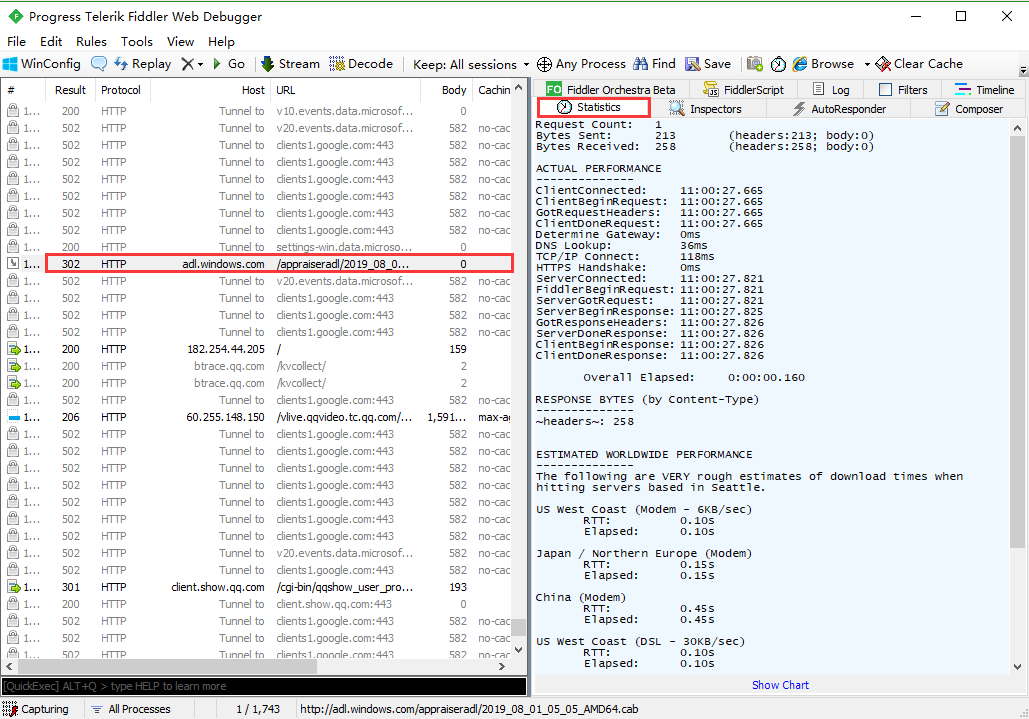 Progress Telerik Fiddler Web Debugger
File Edit Rules Tools View Help
WinConfig Replay Go Stream Decode Keep: All sessions Any Process Find Save Browse Clear Cache
# Result Protocol Host URL Body Cachin
1... 200 HTTP Tunnel to v10.events.data.microsof... 0
1... 502 HTTP Tunnel to v20.events.data.microsof... 582 no-cac
1... 502 HTTP Tunnel to clients1.google.com:443 582 no-cac
1... 502 HTTP Tunnel to clients1.google.com:443 582 no-cac
1... 502 HTTP Tunnel to clients1.google.com:443 582 no-cac
1... 502 HTTP Tunnel to clients1.google.com:443 582 no-cac
1... 502 HTTP Tunnel to clients1.google.com:443 582 no-cac
1... 502 HTTP Tunnel to clients1.google.com:443 582 no-cac
1... 200 HTTP Tunnel to settings-win.data.microso... 0
1... 302 HTTP adl.windows.com /appraiseradl/2019_08_0... 0
1... 502 HTTP Tunnel to v20.events.data.microsof... 582 no-cac
1... 502 HTTP Tunnel to clients1.google.com:443 582 no-cac
1... 502 HTTP Tunnel to clients1.google.com:443 582 no-cac
1... 502 HTTP Tunnel to clients1.google.com:443 582 no-cac
1... 200 HTTP 182.254.44.205 / 159
1... 200 HTTP btrace.qq.com /kvcollect/ 2
1... 200 HTTP btrace.qq.com /kvcollect/ 2
1... 502 HTTP Tunnel to clients1.google.com:443 582 no-cac
1... 206 HTTP 60.255.148.150 /vlive.qqvideo.tc.qq.com/... 1,591... max-ag
1... 502 HTTP Tunnel to clients1.google.com:443 582 no-cac
1... 502 HTTP Tunnel to clients1.google.com:443 582 no-cac
1... 502 HTTP Tunnel to clients1.google.com:443 582 no-cac
1... 502 HTTP Tunnel to clients1.google.com:443 582 no-cac
1... 502 HTTP Tunnel to clients1.google.com:443 582 no-cac
1... 502 HTTP Tunnel to clients1.google.com:443 582 no-cac
1... 502 HTTP Tunnel to v20.events.data.microsof... 582 no-cac
1... 502 HTTP Tunnel to clients1.google.com:443 582 no-cac
1... 301 HTTP client.show.qq.com /cgi-bin/qqshow_user_pro... 193
1... 200 HTTP Tunnel to client.show.qq.com:443 0
1... 502 HTTP Tunnel to clients1.google.com:443 582 no-cac
1... 502 HTTP Tunnel to clients1.google.com:443 582 no-cac
1... 502 HTTP Tunnel to clients1.google.com:443 582 no-cac
[QuickExec] ALT+Q > type HELP to learn more
FO Fiddler Orchestra Beta FiddlerScript Log Filters Timeline
Statistics Inspectors AutoResponder Composer
Request Count: 1
Bytes Sent: 213 (headers:213; body:0)
Bytes Received: 258 (headers:258; body:0)
ACTUAL PERFORMANCE
--------------
ClientConnected: 11:00:27.665
ClientBeginRequest: 11:00:27.665
GotRequestHeaders: 11:00:27.665
ClientDoneRequest: 11:00:27.665
Determine Gateway: 0ms
DNS Lookup: 36ms
TCP/IP Connect: 118ms
HTTPS Handshake: 0ms
ServerConnected: 11:00:27.821
FiddlerBeginRequest: 11:00:27.821
ServerGotRequest: 11:00:27.821
ServerBeginResponse: 11:00:27.825
GotResponseHeaders: 11:00:27.826
ServerDoneResponse: 11:00:27.826
ClientBeginResponse: 11:00:27.826
ClientDoneResponse: 11:00:27.826
Overall Elapsed: 0:00:00.160
RESPONSE BYTES (by Content-Type)
--------------
~headers~: 258
ESTIMATED WORLDWIDE PERFORMANCE
--------------
The following are VERY rough estimates of download times when
hitting servers based in Seattle.
US West Coast (Modem - 6KB/sec)
RTT: 0.10s
Elapsed: 0.10s
Japan / Northern Europe (Modem)
RTT: 0.15s
Elapsed: 0.15s
China (Modem)
RTT: 0.45s
Elapsed: 0.45s
US West Coast (DSL - 30KB/sec)
RTT: 0.10s
Elapsed: 0.10s
Show Chart
Capturing All Processes 1 / 1,743 http://adl.windows.com/appraiseradl/2019_08_01_05_05_AMD64.cab